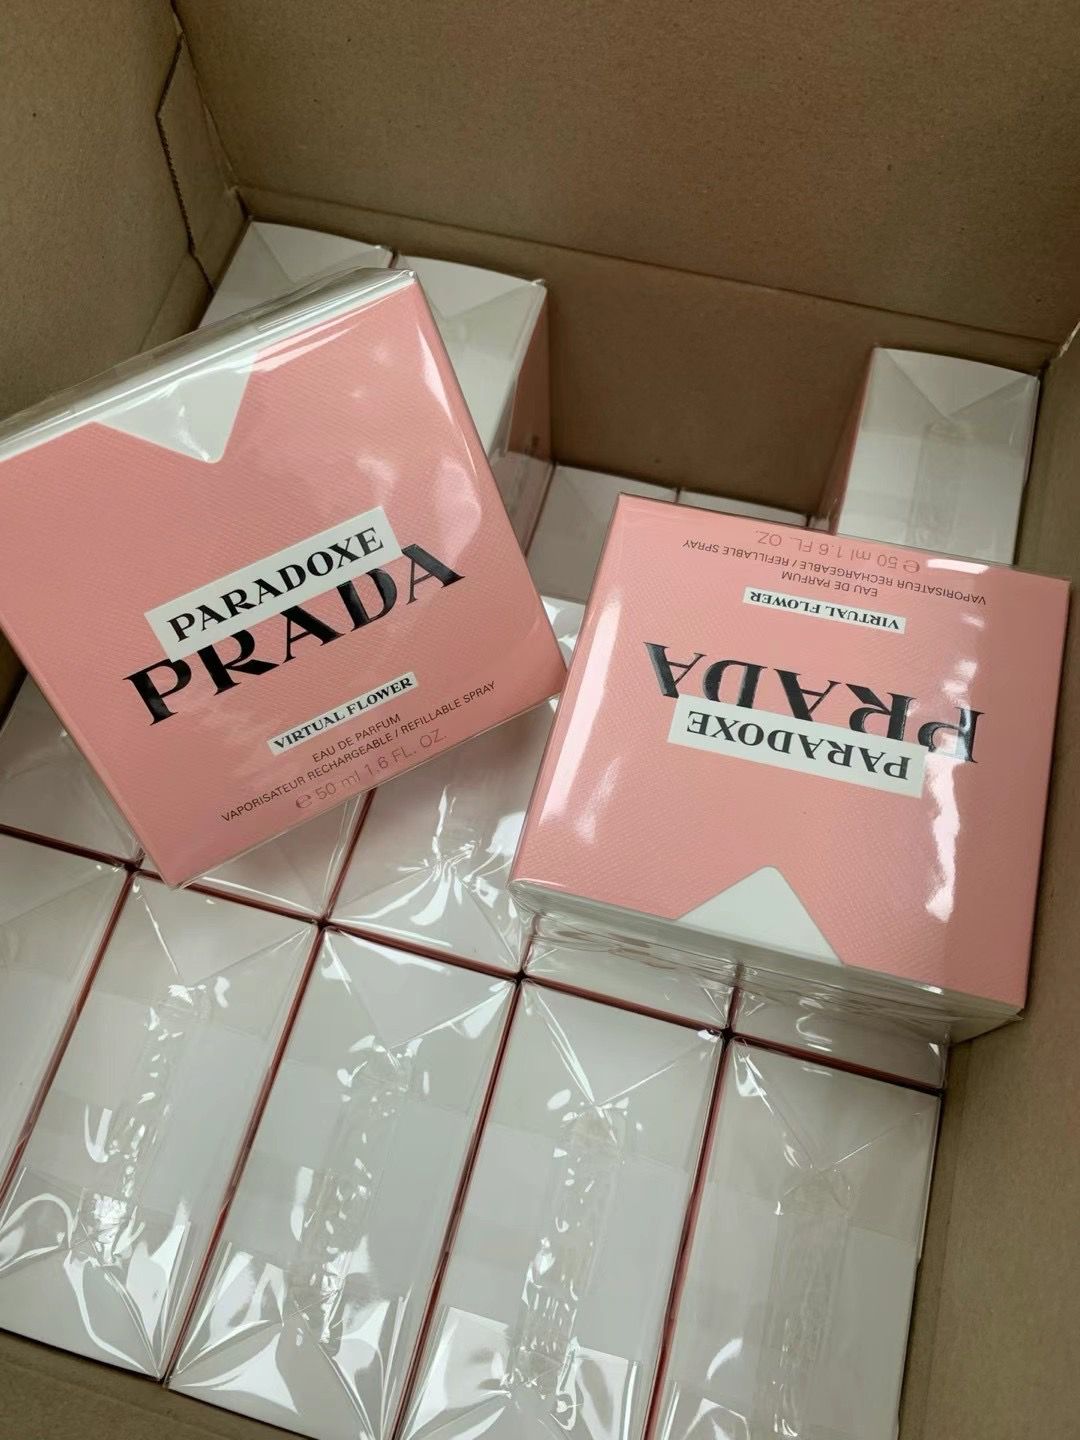 PARADOXE
PRADA
VIRTUAL FLOWER
EAU DE PARFUM
VAPORISATEUR RECHARGEABLE / REFILLABLE SPRAY
℮ 50 ml 1.6 FL. OZ.
PARADOXE
PRADA
VIRTUAL FLOWER
EAU DE PARFUM
VAPORISATEUR RECHARGEABLE / REFILLABLE SPRAY
℮ 50 ml 1.6 FL. OZ.